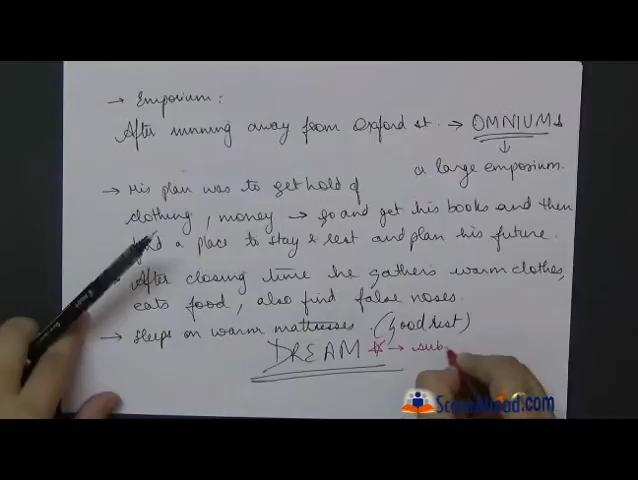 → Emporium :
After running away from Oxford st. → OMNIUMs
↓
a large emporium.
→ His plan was to get hold of
clothing, money → go and get his books and then
find a place to stay & rest and plan his future.
After closing time he gathers warm clothes,
eats food, also find false noses.
→ Sleeps on warm mattresses. (Good rest)
DREAM ☆ → sub
ScoreAhead.com